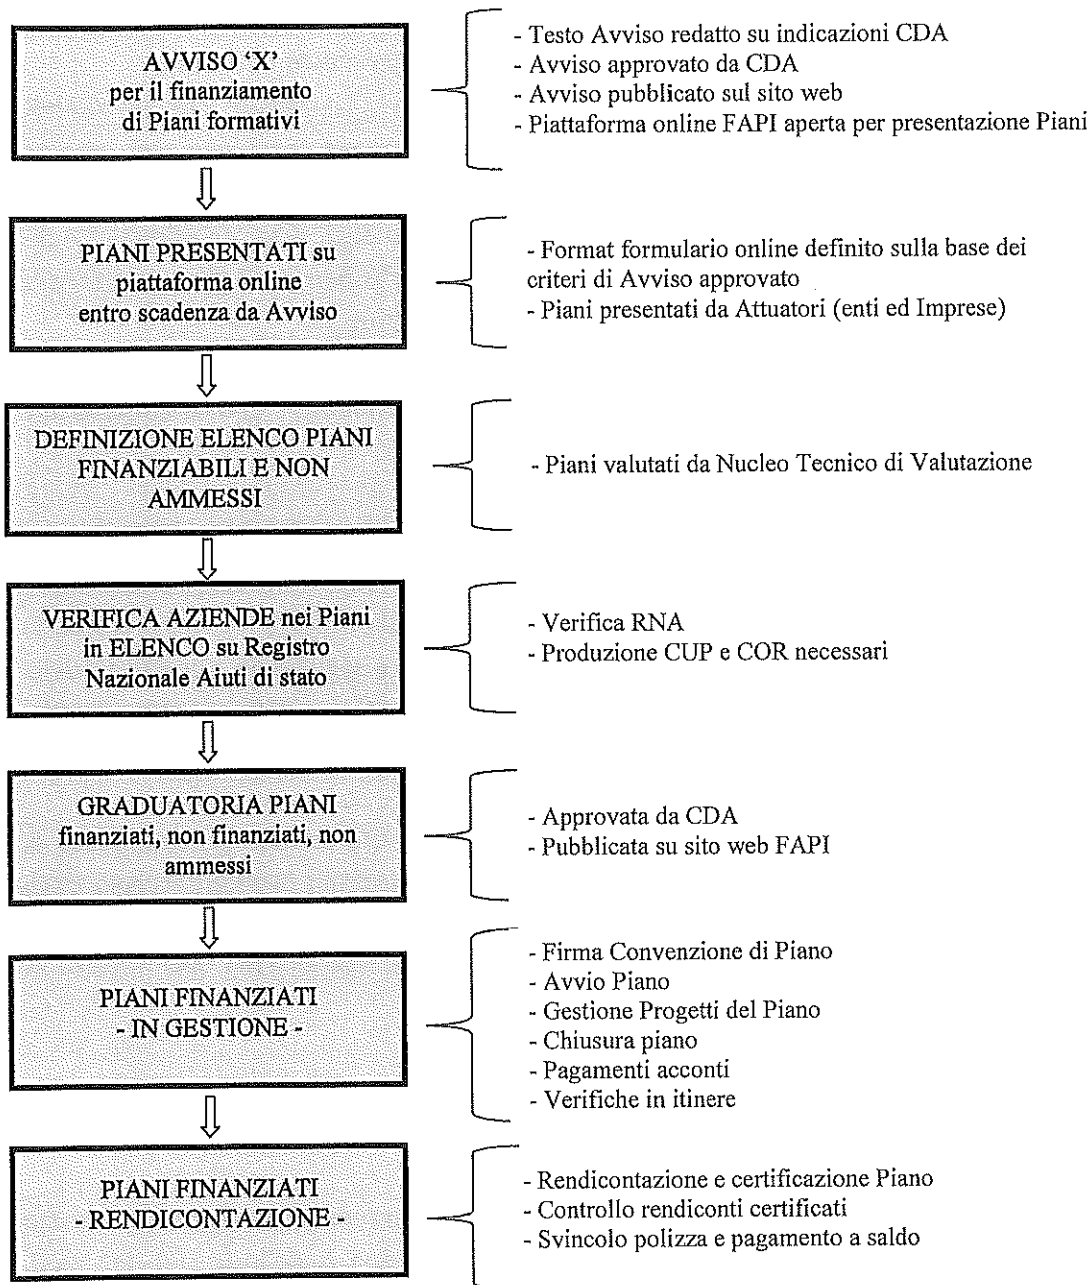 AVVISO ‘X’
per il finanziamento
di Piani formativi
- Testo Avviso redatto su indicazioni CDA
- Avviso approvato da CDA
- Avviso pubblicato sul sito web
- Piattaforma online FAPI aperta per presentazione Piani
PIANI PRESENTATI su
piattaforma online
entro scadenza da Avviso
- Format formulario online definito sulla base dei
criteri di Avviso approvato
- Piani presentati da Attuatori (enti ed Imprese)
DEFINIZIONE ELENCO PIANI
FINANZIABILI E NON
AMMESSI
- Piani valutati da Nucleo Tecnico di Valutazione
VERIFICA AZIENDE nei Piani
in ELENCO su Registro
Nazionale Aiuti di stato
- Verifica RNA
- Produzione CUP e COR necessari
GRADUATORIA PIANI
finanziati, non finanziati, non
ammessi
- Approvata da CDA
- Pubblicata su sito web FAPI
PIANI FINANZIATI
- IN GESTIONE -
- Firma Convenzione di Piano
- Avvio Piano
- Gestione Progetti del Piano
- Chiusura piano
- Pagamenti acconti
- Verifiche in itinere
PIANI FINANZIATI
- RENDICONTAZIONE -
- Rendicontazione e certificazione Piano
- Controllo rendiconti certificati
- Svincolo polizza e pagamento a saldo